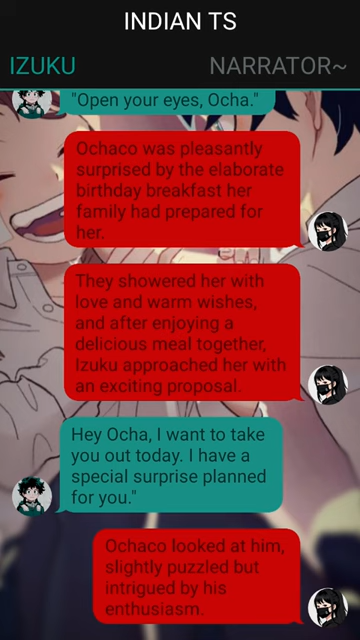 INDIAN TS
IZUKU
NARRATOR~
"Open your eyes, Ocha."
Ochaco was pleasantly
surprised by the elaborate
birthday breakfast her
family had prepared for
her.
They showered her with
love and warm wishes,
and after enjoying a
delicious meal together,
Izuku approached her with
an exciting proposal.
Hey Ocha, I want to take
you out today. I have a
special surprise planned
for you."
Ochaco looked at him,
slightly puzzled but
intrigued by his
enthusiasm.